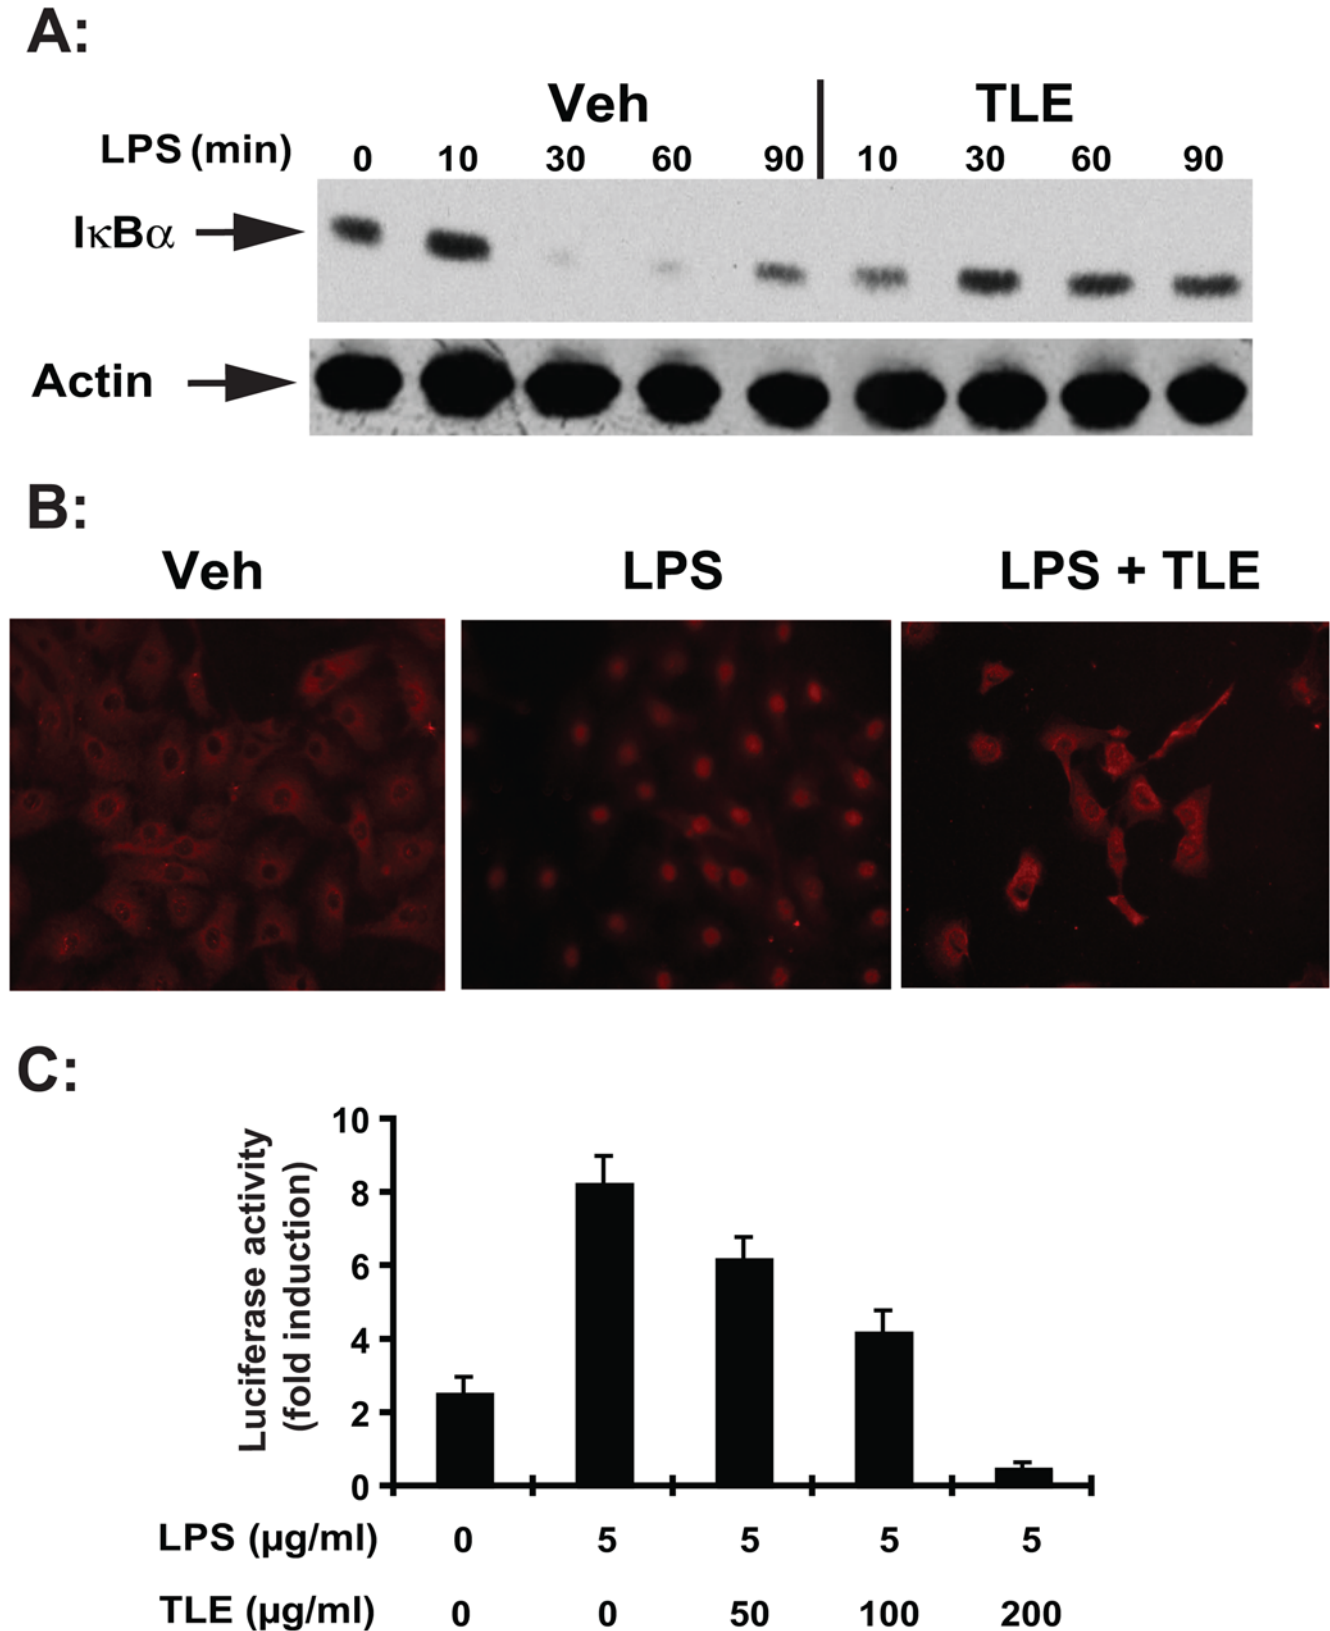 A:
Veh TLE
LPS (min) 0 10 30 60 90 10 30 60 90
IκBα
Actin
B:
Veh LPS LPS + TLE
C:
Luciferase activity
(fold induction)
10
8
6
4
2
0
LPS (μg/ml) 0 5 5 5 5
TLE (μg/ml) 0 0 50 100 200